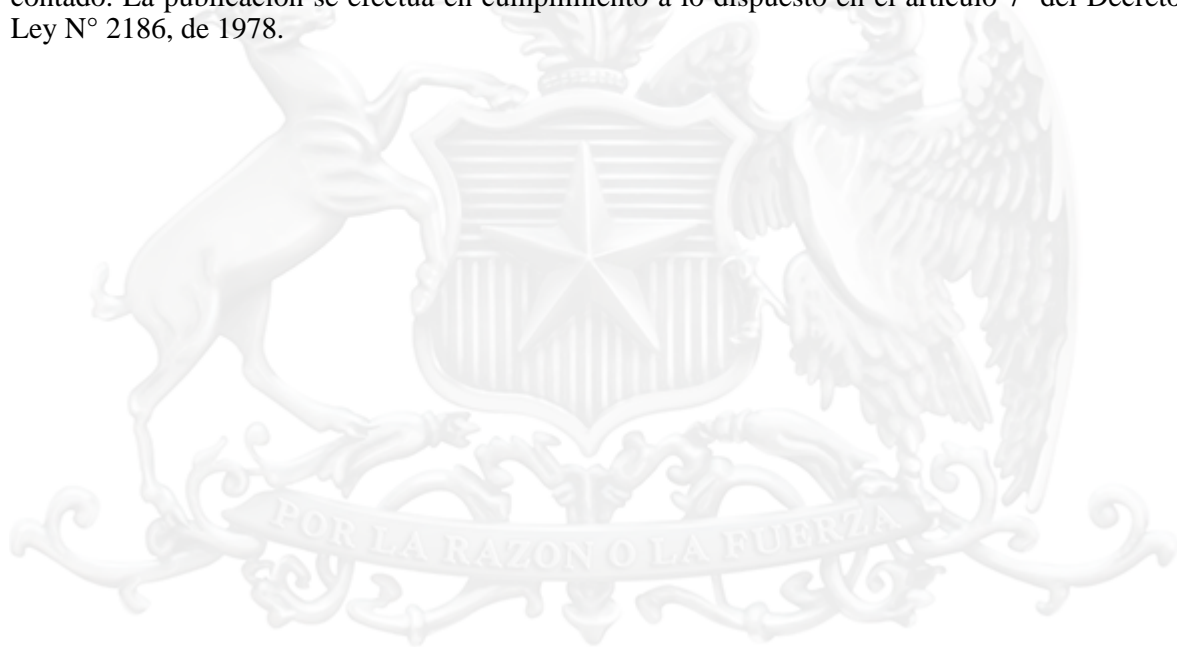 contado. La publicación se efectúa en cumplimiento a lo dispuesto en el artículo 7° del Decreto
Ley N° 2186, de 1978.
POR LA RAZON O LA FUERZA